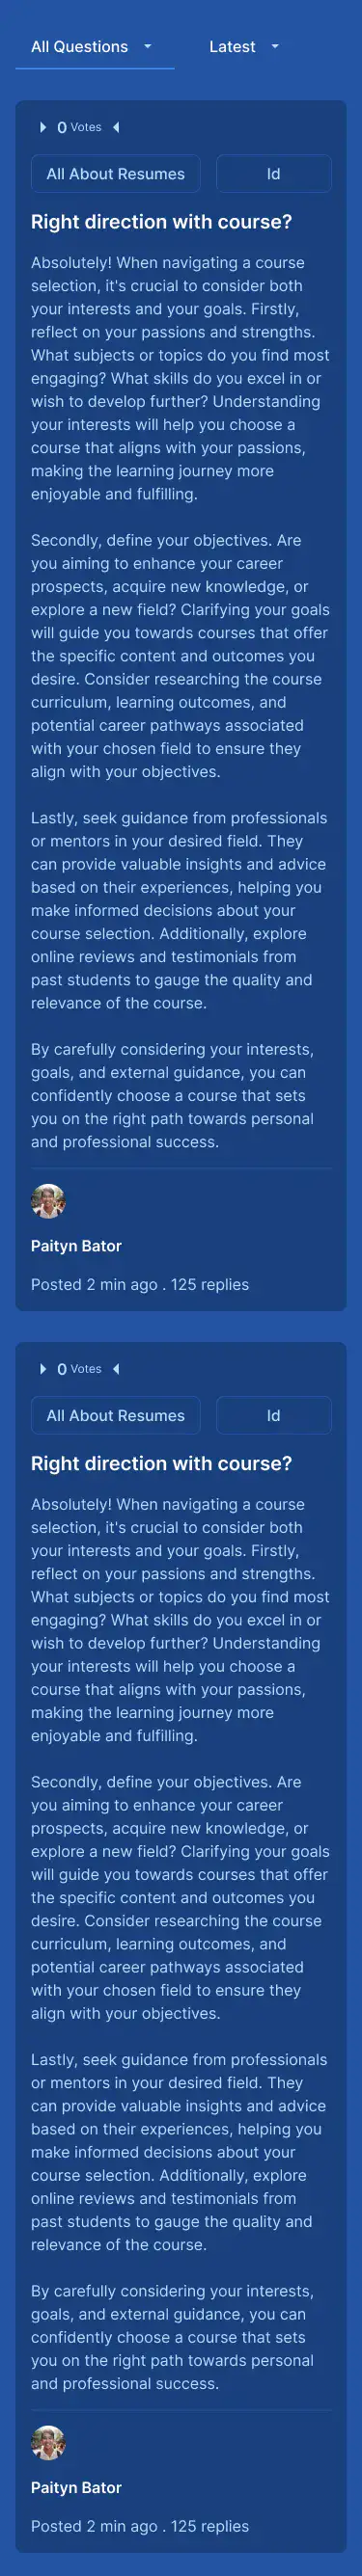 All Questions Latest
0 Votes
All About Resumes Id
Right direction with course?
Absolutely! When navigating a course
selection, it's crucial to consider both
your interests and your goals. Firstly,
reflect on your passions and strengths.
What subjects or topics do you find most
engaging? What skills do you excel in or
wish to develop further? Understanding
your interests will help you choose a
course that aligns with your passions,
making the learning journey more
enjoyable and fulfilling.
Secondly, define your objectives. Are
you aiming to enhance your career
prospects, acquire new knowledge, or
explore a new field? Clarifying your goals
will guide you towards courses that offer
the specific content and outcomes you
desire. Consider researching the course
curriculum, learning outcomes, and
potential career pathways associated
with your chosen field to ensure they
align with your objectives.
Lastly, seek guidance from professionals
or mentors in your desired field. They
can provide valuable insights and advice
based on their experiences, helping you
make informed decisions about your
course selection. Additionally, explore
online reviews and testimonials from
past students to gauge the quality and
relevance of the course.
By carefully considering your interests,
goals, and external guidance, you can
confidently choose a course that sets
you on the right path towards personal
and professional success.
Paityn Bator
Posted 2 min ago . 125 replies
0 Votes
All About Resumes Id
Right direction with course?
Absolutely! When navigating a course
selection, it's crucial to consider both
your interests and your goals. Firstly,
reflect on your passions and strengths.
What subjects or topics do you find most
engaging? What skills do you excel in or
wish to develop further? Understanding
your interests will help you choose a
course that aligns with your passions,
making the learning journey more
enjoyable and fulfilling.
Secondly, define your objectives. Are
you aiming to enhance your career
prospects, acquire new knowledge, or
explore a new field? Clarifying your goals
will guide you towards courses that offer
the specific content and outcomes you
desire. Consider researching the course
curriculum, learning outcomes, and
potential career pathways associated
with your chosen field to ensure they
align with your objectives.
Lastly, seek guidance from professionals
or mentors in your desired field. They
can provide valuable insights and advice
based on their experiences, helping you
make informed decisions about your
course selection. Additionally, explore
online reviews and testimonials from
past students to gauge the quality and
relevance of the course.
By carefully considering your interests,
goals, and external guidance, you can
confidently choose a course that sets
you on the right path towards personal
and professional success.
Paityn Bator
Posted 2 min ago . 125 replies